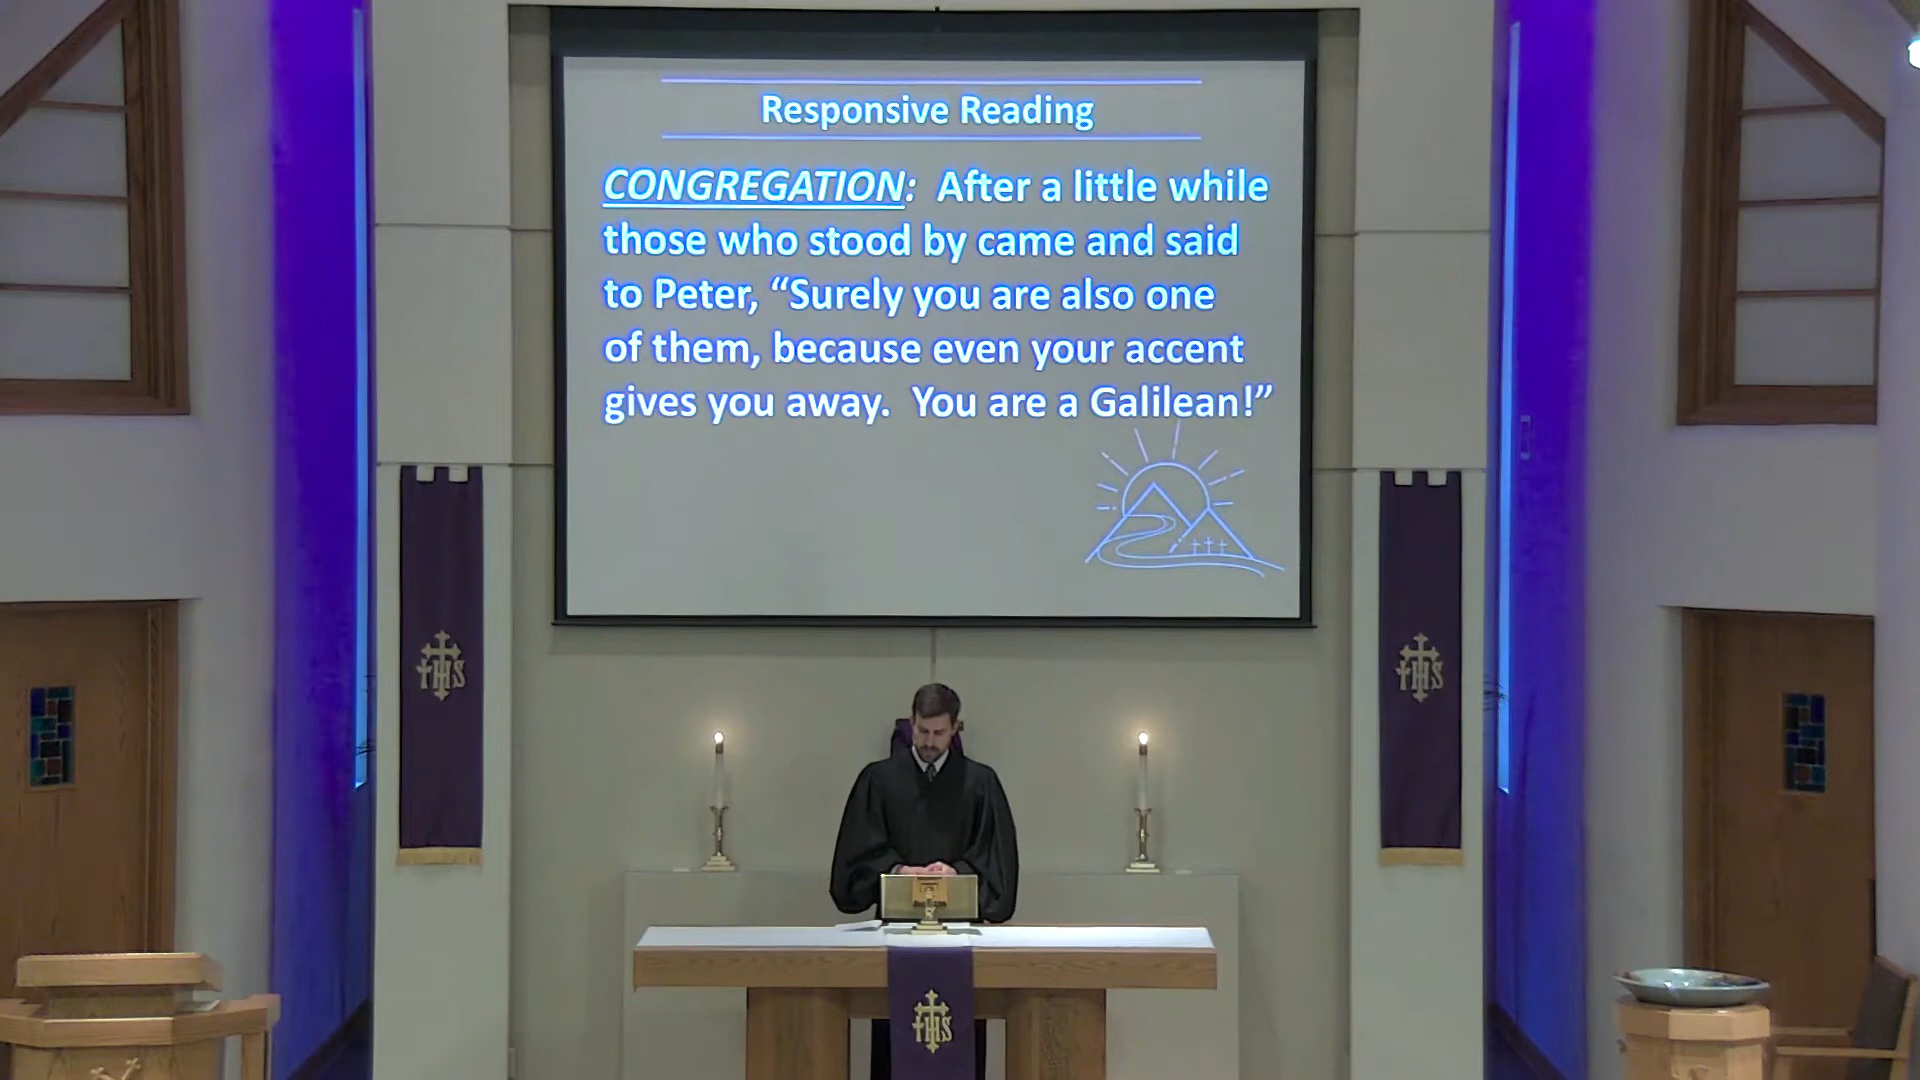 Responsive Reading
CONGREGATION:  After a little while
those who stood by came and said
to Peter, “Surely you are also one
of them, because even your accent
gives you away.  You are a Galilean!”
IHS
IHS
IHS